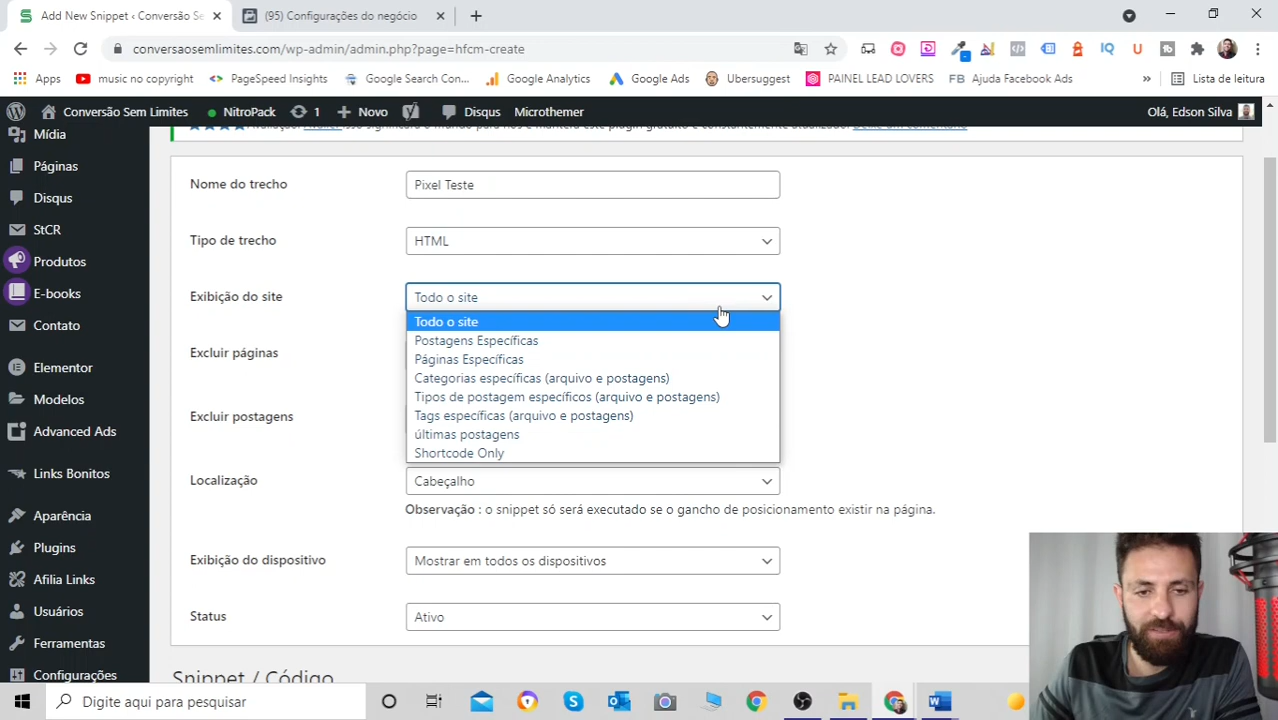 Add New Snippet ‹ Conversão Se
(95) Configurações do negócio
conversaosemlimites.com/wp-admin/admin.php?page=hfcm-create
Apps
music no copyright
PageSpeed Insights
Google Search Con...
Google Analytics
Google Ads
Ubersuggest
PAINEL LEAD LOVERS
FB Ajuda Facebook Ads
»
Lista de leitura
Conversão Sem Limites
NitroPack
1
Novo
Disqus
Microthemer
Olá, Edson Silva
Mídia
Páginas
Disqus
StCR
Produtos
E-books
Contato
Elementor
Modelos
Advanced Ads
Links Bonitos
Aparência
Plugins
Afilia Links
Usuários
Ferramentas
Configurações
Nome do trecho
Pixel Teste
Tipo de trecho
HTML
Exibição do site
Todo o site
Todo o site
Postagens Específicas
Páginas Específicas
Categorias específicas (arquivo e postagens)
Tipos de postagem específicos (arquivo e postagens)
Tags específicas (arquivo e postagens)
últimas postagens
Shortcode Only
Excluir páginas
Excluir postagens
Localização
Cabeçalho
Observação : o snippet só será executado se o gancho de posicionamento existir na página.
Exibição do dispositivo
Mostrar em todos os dispositivos
Status
Ativo
Snippet / Código
Digite aqui para pesquisar